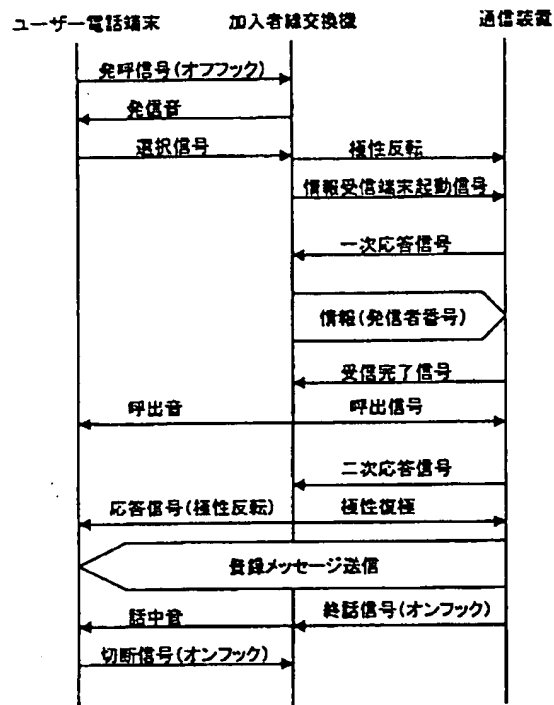 ユーザー電話端末
加入者線交換機
通信装置
発呼信号(オフフック)
発信音
選択信号
極性反転
情報受信端末起動信号
一次応答信号
情報(発信者番号)
受信完了信号
呼出音
呼出信号
二次応答信号
応答信号(極性反転)
極性復極
登録メッセージ送信
話中音
終話信号(オンフック)
切断信号(オンフック)